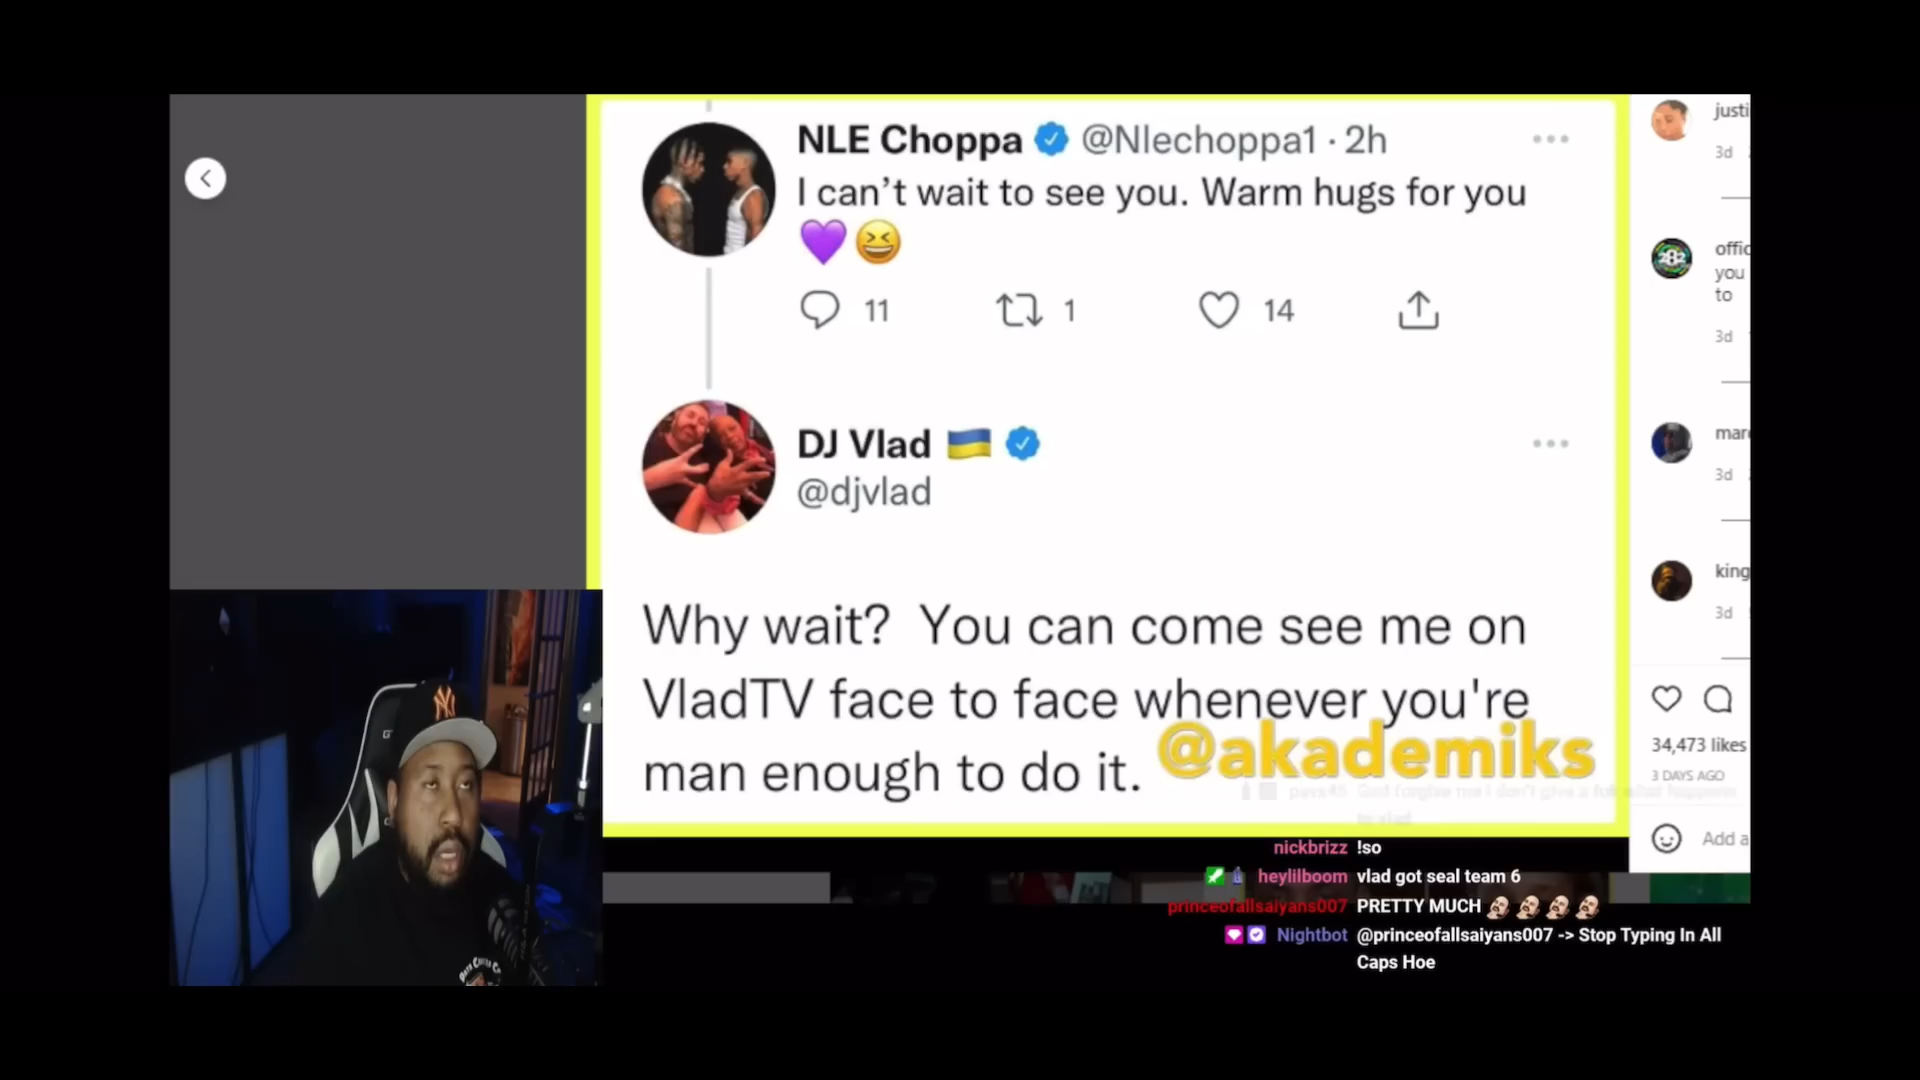 NLE Choppa @Nlechoppa1 · 2h
I can't wait to see you. Warm hugs for you
💜😆
11 1 14
DJ Vlad 🇺🇦
@djvlad
Why wait? You can come see me on
VladTV face to face whenever you're
man enough to do it.
@akademiks
justi
3d
offic
you
to
3d
mar
3d
king
3d
34,473 likes
3 DAYS AGO
Add a
NY
nickbrizz !so
heylilboom vlad got seal team 6
princeofallsaiyans007 PRETTY MUCH
Nightbot @princeofallsaiyans007 -> Stop Typing In All
Caps Hoe